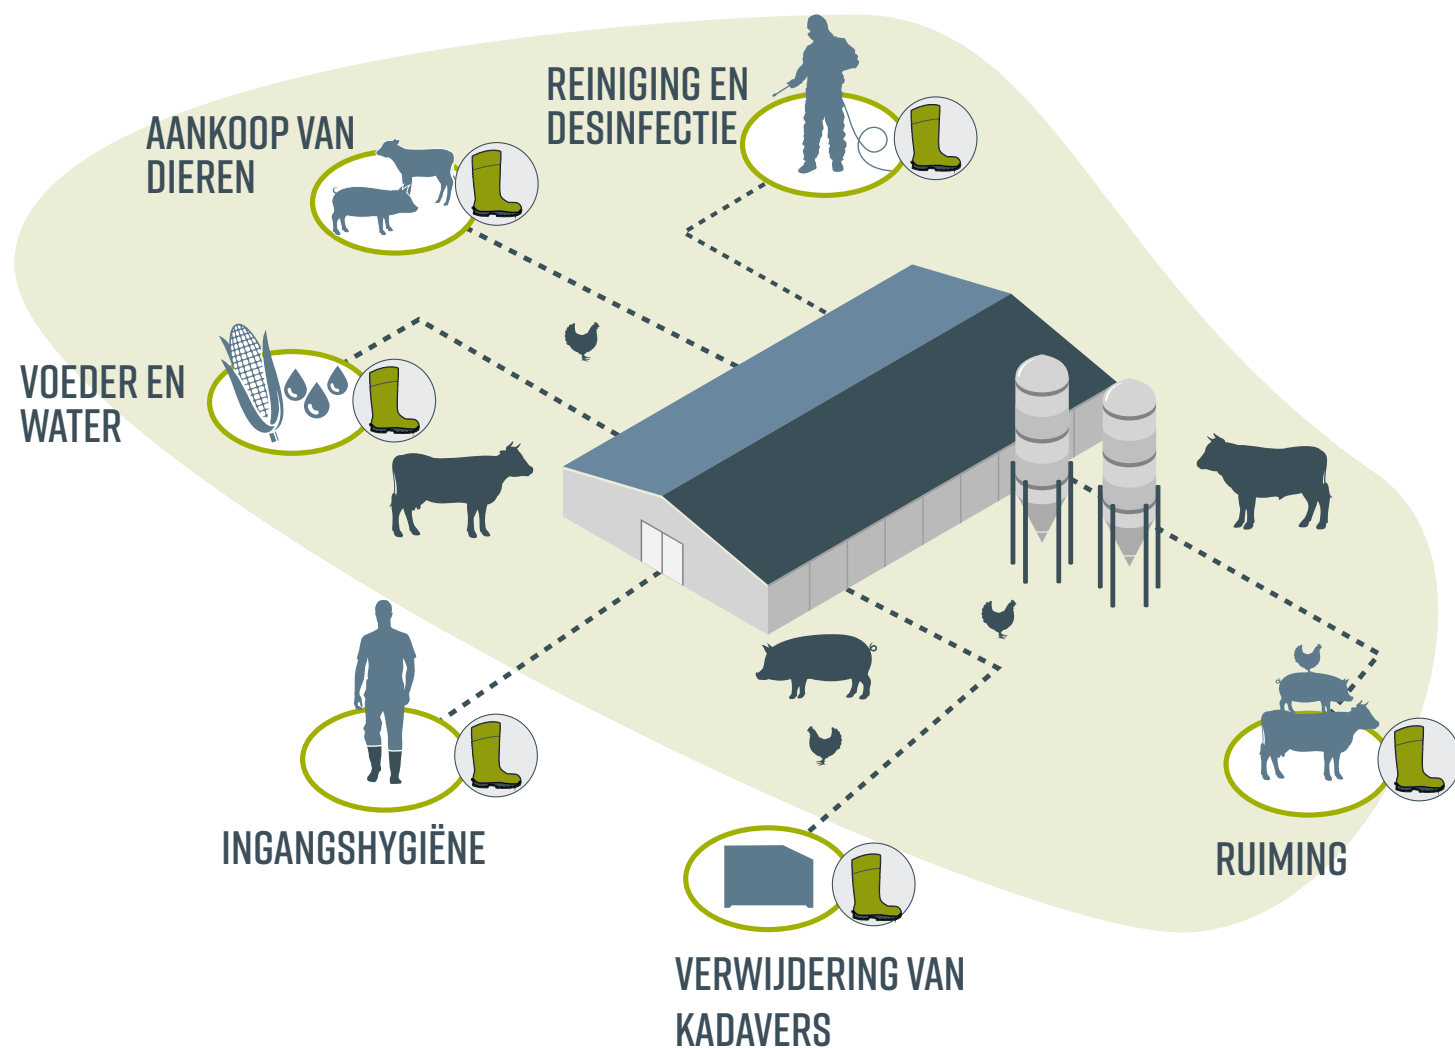 REINIGING EN
DESINFECTIE
AANKOOP VAN
DIEREN
VOEDER EN
WATER
INGANGSHYGIËNE
RUIMING
VERWIJDERING VAN
KADAVERS